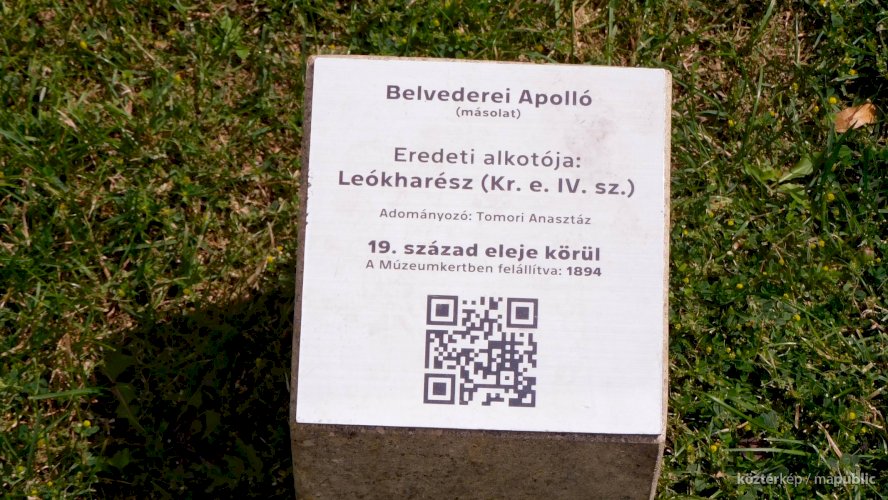 Belvederei Apolló
(másolat)
Eredeti alkotója:
Leókharész (Kr. e. IV. sz.)
Adományozó: Tomori Anasztáz
19. század eleje körül
A Múzeumkertben felállítva: 1894
köztérkép / mapublic